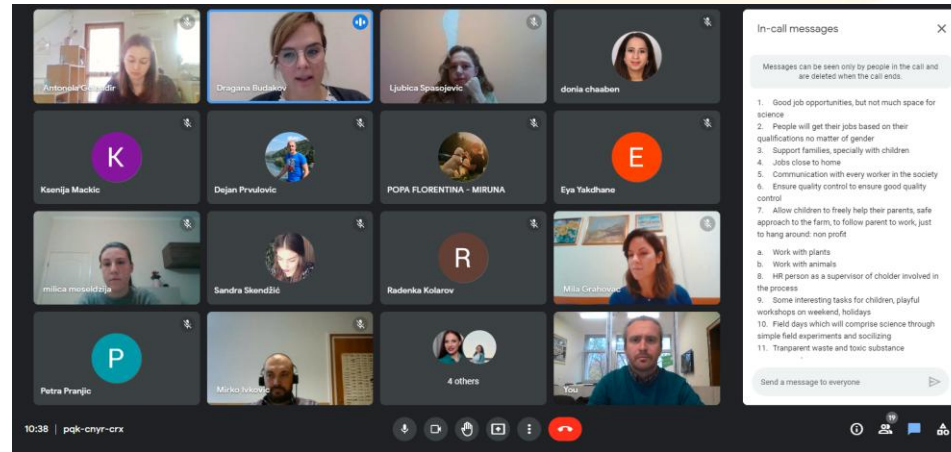 Antonela
Dragana Budakov
Ljubica Spasojevic
donia chaaben
K
Ksenija Mackic
Dejan Prvulovic
POPA FLORENTINA - MIRUNA
E
Eya Yakdhane
milica meseldzija
Sandra Skendžić
R
Radenka Kolarov
Mila Grahovac
P
Petra Pranjic
Mirko Ivković
4 others
You
10:38 | pqk-cnyr-crx
19
In-call messages
Messages can be seen only by people in the call and
are deleted when the call ends.
1. Good job opportunities, but not much space for
science
2. People will get their jobs based on their
qualifications no matter of gender
3. Support families, specially with children
4. Jobs close to home
5. Communication with every worker in the society
6. Ensure quality control to ensure good quality
control
7. Allow children to freely help their parents, safe
approach to the farm, to follow parent to work, just
to hang around: non profit
a. Work with plants
b. Work with animals
8. HR person as a supervisor of cholder involved in
the process
9. Some interesting tasks for children, playful
workshops on weekend, holidays
10. Field days which will comprise science through
simple field experiments and socilizing
11. Tranparent waste and toxic substance
Send a message to everyone